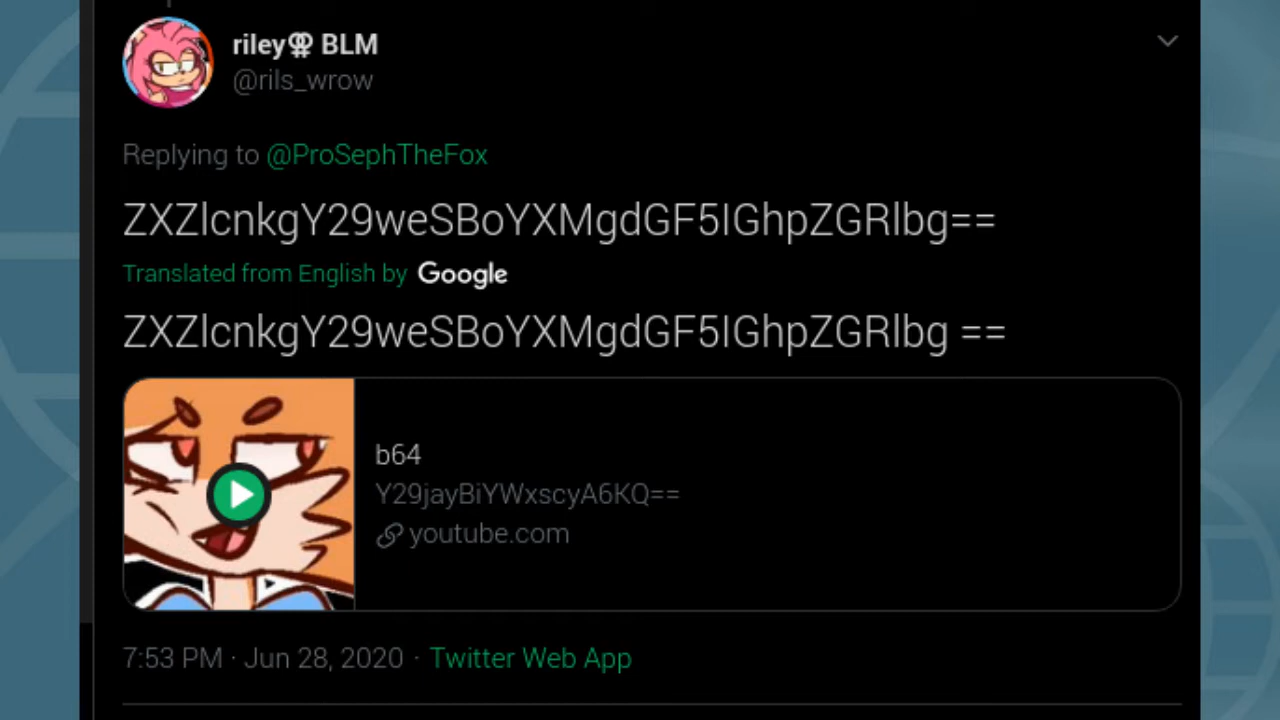 riley⚢ BLM
@rils_wrow
Replying to @ProSephTheFox
ZXZlcnkgY29weSBoYXMgdGF5IGhpZGRlbg==
Translated from English by Google
ZXZlcnkgY29weSBoYXMgdGF5IGhpZGRlbg ==
b64
Y29jayBiYWxscyA6KQ==
youtube.com
7:53 PM · Jun 28, 2020 · Twitter Web App